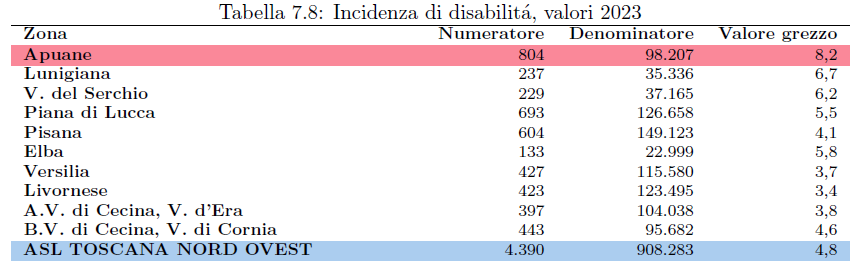 Tabella 7.8: Incidenza di disabilitá, valori 2023
Zona Numeratore Denominatore Valore grezzo
Apuane 804 98.207 8,2
Lunigiana 237 35.336 6,7
V. del Serchio 229 37.165 6,2
Piana di Lucca 693 126.658 5,5
Pisana 604 149.123 4,1
Elba 133 22.999 5,8
Versilia 427 115.580 3,7
Livornese 423 123.495 3,4
A.V. di Cecina, V. d'Era 397 104.038 3,8
B.V. di Cecina, V. di Cornia 443 95.682 4,6
ASL TOSCANA NORD OVEST 4.390 908.283 4,8